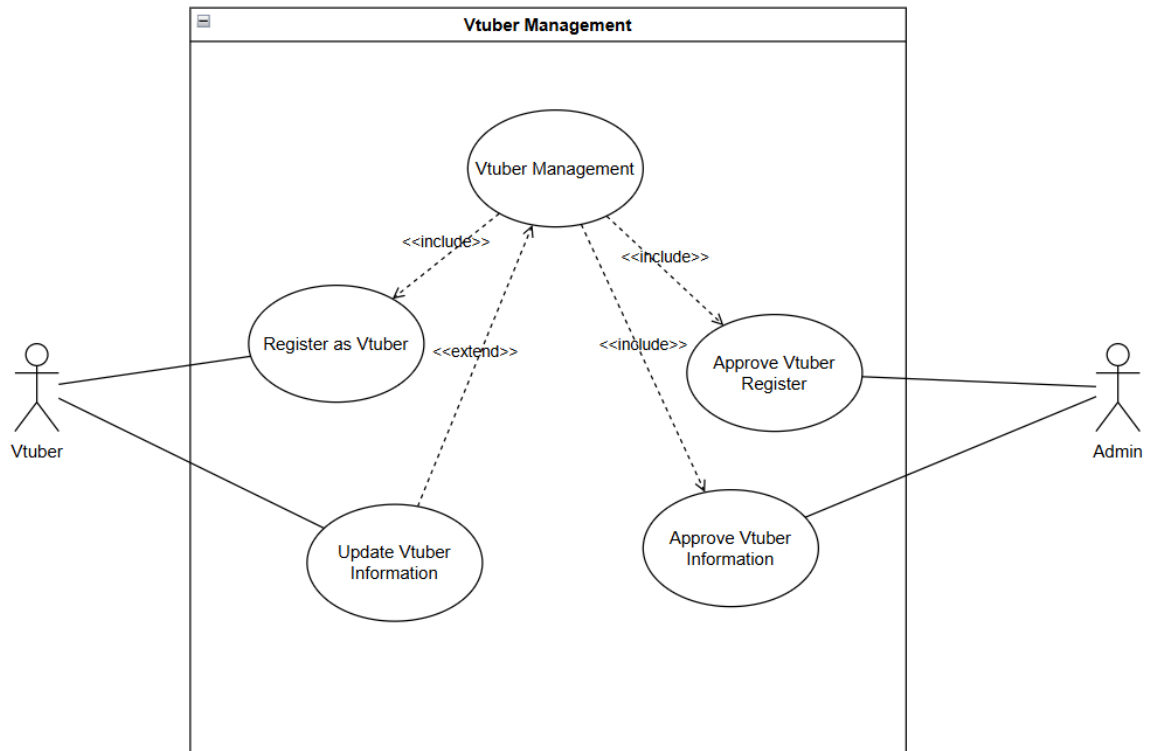 Vtuber Management
Vtuber Management
<<include>>
<<include>>
Register as Vtuber
<<extend>>
<<include>>
Approve Vtuber
Register
Vtuber
Admin
Update Vtuber
Information
Approve Vtuber
Information